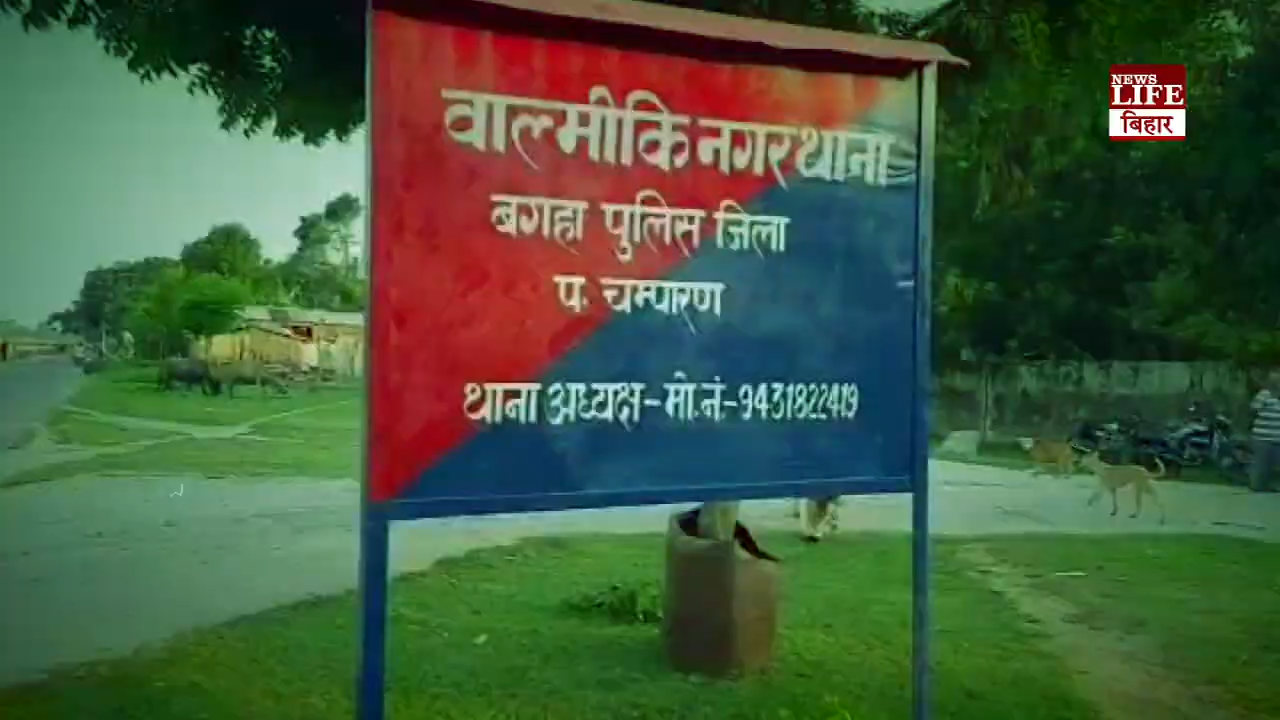 वाल्मीकि नगर थाना
बगहा पुलिस जिला
प. चम्पारण
थाना अध्यक्ष-मो.नं.-9431822419
NEWS
LIFE
बिहार